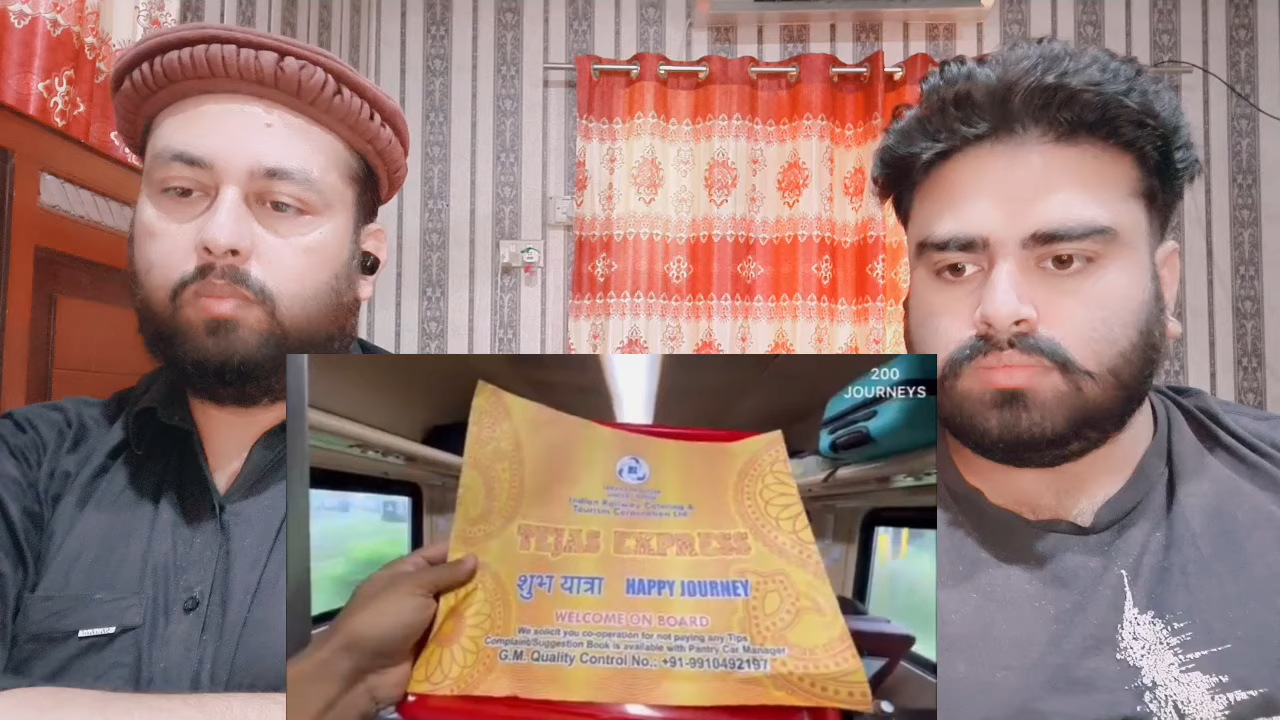 200
JOURNEYS
Indian Railway Catering &
Tourism Corporation Ltd
TEJAS EXPRESS
शुभ यात्रा HAPPY JOURNEY
WELCOME ON BOARD
We solicit you co-operation for not paying any Tips
Complaint/Suggestion Book is available with Pantry Car Manager
G.M. Quality Control No.: +91-9910492197